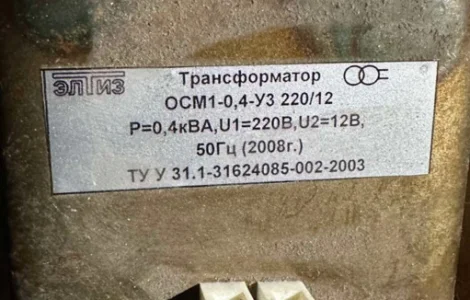 элтиз Трансформатор
ОСМ1-0,4-У3 220/12
Р=0,4кВА,U1=220В,U2=12В,
50Гц (2008г.)
ТУ У 31.1-31624085-002-2003